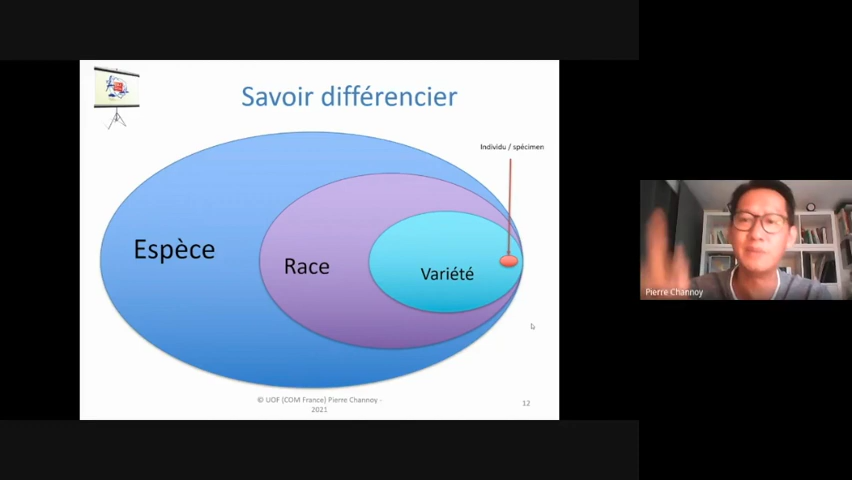 Savoir différencier
Individu / spécimen
Espèce
Race
Variété
© UOF (COM France) Pierre Channoy -
2021
12
Pierre Channoy